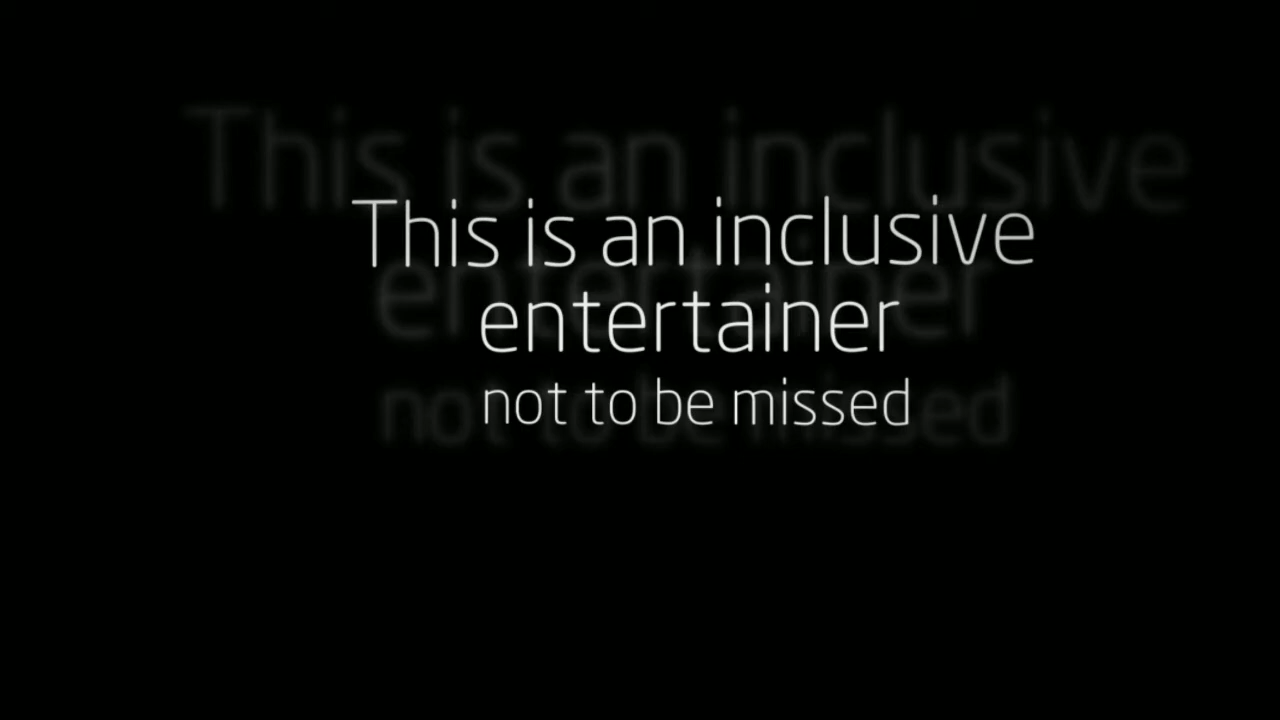 This is an inclusive
entertainer
not to be missed